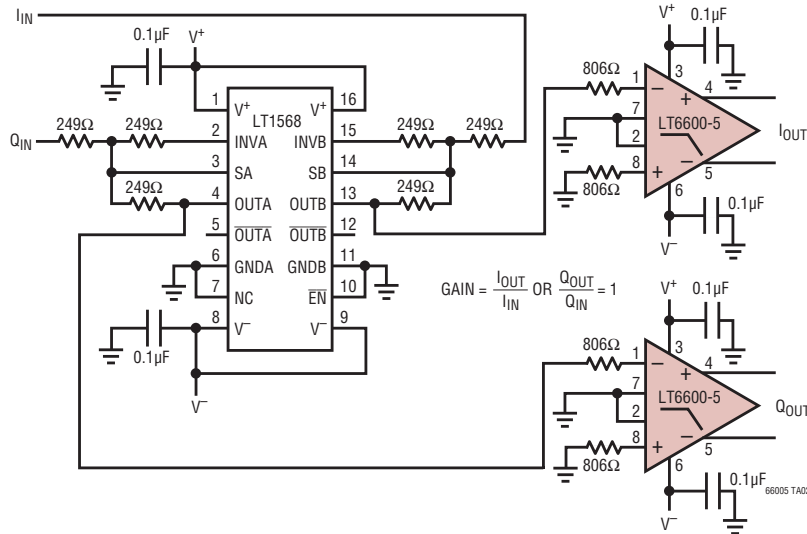 I_IN
0.1µF
V⁺
1
V⁺
V⁺
16
LT1568
Q_IN
249Ω
249Ω
2
INVA
INVB
15
249Ω
249Ω
3
SA
SB
14
249Ω
4
OUTA
OUTB
13
249Ω
5
OUTA
OUTB
12
6
GNDA
GNDB
11
7
NC
EN
10
8
V⁻
V⁻
9
0.1µF
V⁻
V⁺
0.1µF
3
806Ω
1
−
+
4
7
2
LT6600-5
I_OUT
8
+
−
5
806Ω
6
0.1µF
V⁻
GAIN = I_OUT/I_IN OR Q_OUT/Q_IN = 1
V⁺
0.1µF
3
806Ω
1
−
+
4
7
2
LT6600-5
Q_OUT
8
+
−
5
806Ω
6
0.1µF
V⁻